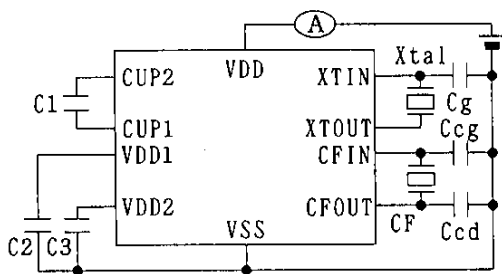 A
VDD
Xtal
CUP2
XTIN
C1
Cg
CUP1
XTOUT
Ccg
VDD1
CFIN
VDD2
CFOUT
C2
C3
VSS
CF
Ccd